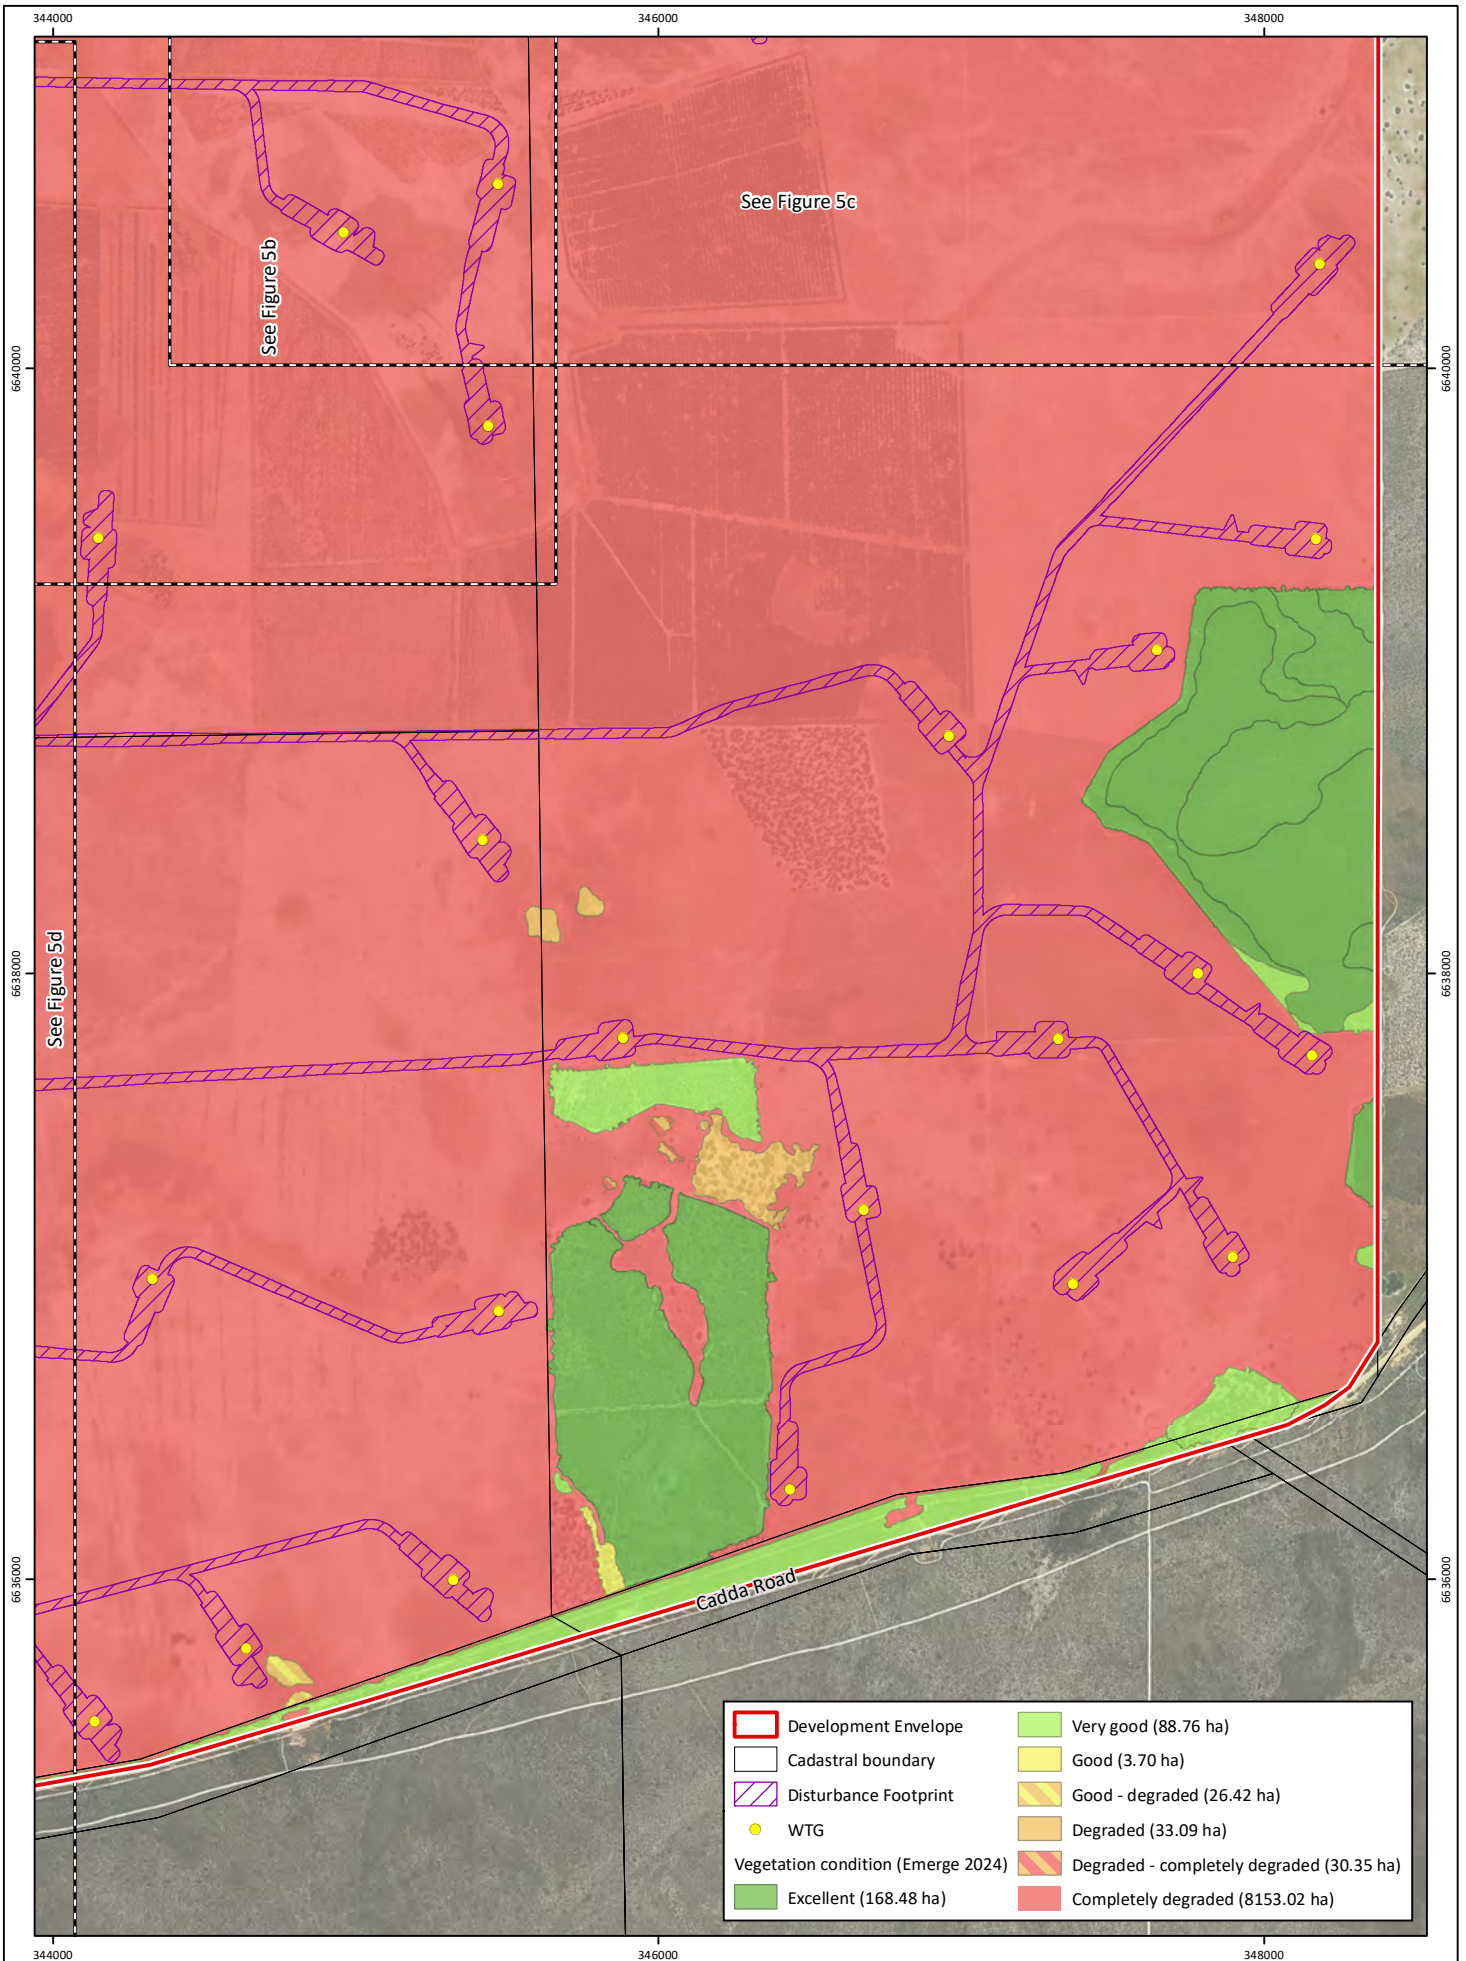 344000
346000
348000
See Figure 5c
See Figure 5b
6640000
6640000
See Figure 5d
6638000
6638000
6636000
6636000
Cadda Road
Development Envelope
Cadastral boundary
Disturbance Footprint
WTG
Vegetation condition (Emerge 2024)
Excellent (168.48 ha)
Very good (88.76 ha)
Good (3.70 ha)
Good - degraded (26.42 ha)
Degraded (33.09 ha)
Degraded - completely degraded (30.35 ha)
Completely degraded (8153.02 ha)
344000
346000
348000